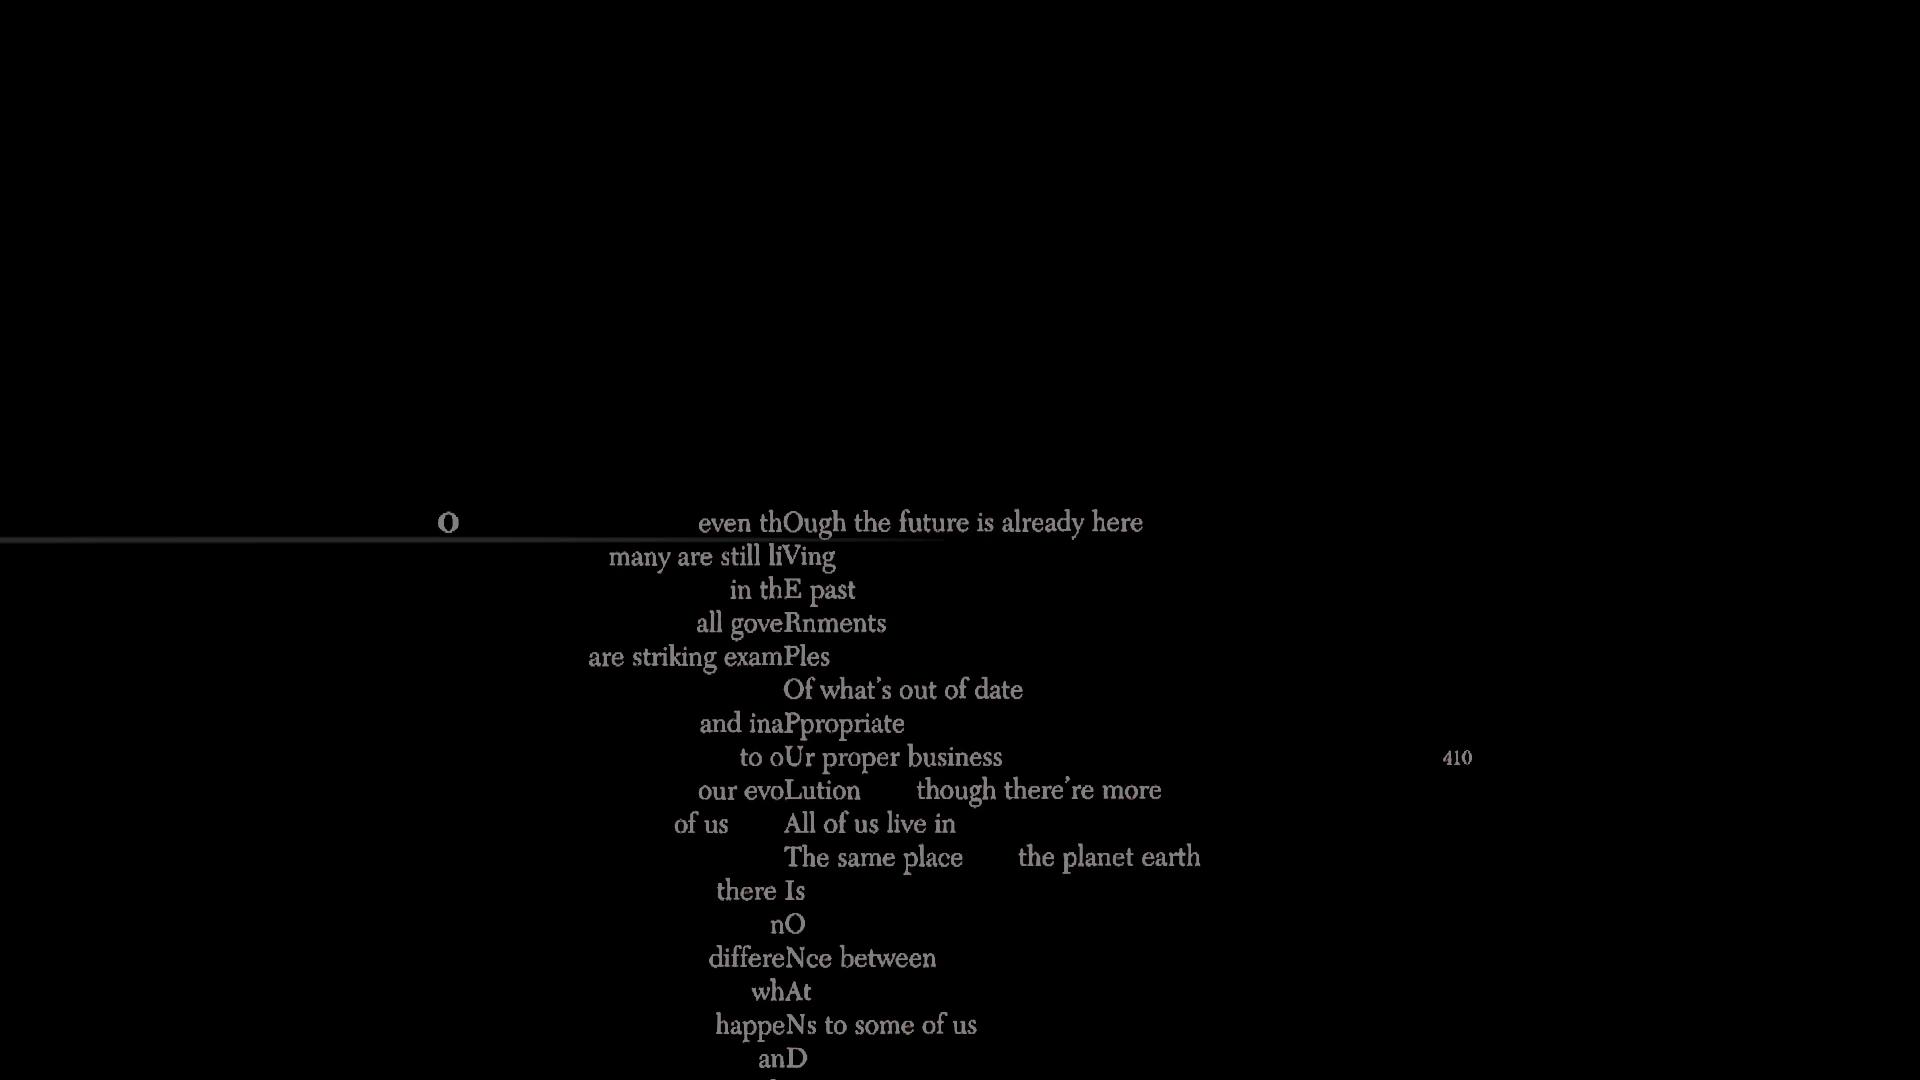 O even thOugh the future is already here
many are still liVing
in thE past
all goveRnments
are striking examPles
Of what's out of date
and inaPpropriate
to oUr proper business 410
our evoLution though there're more
of us All of us live in
The same place the planet earth
there Is
nO
differeNce between
whAt
happeNs to some of us
anD